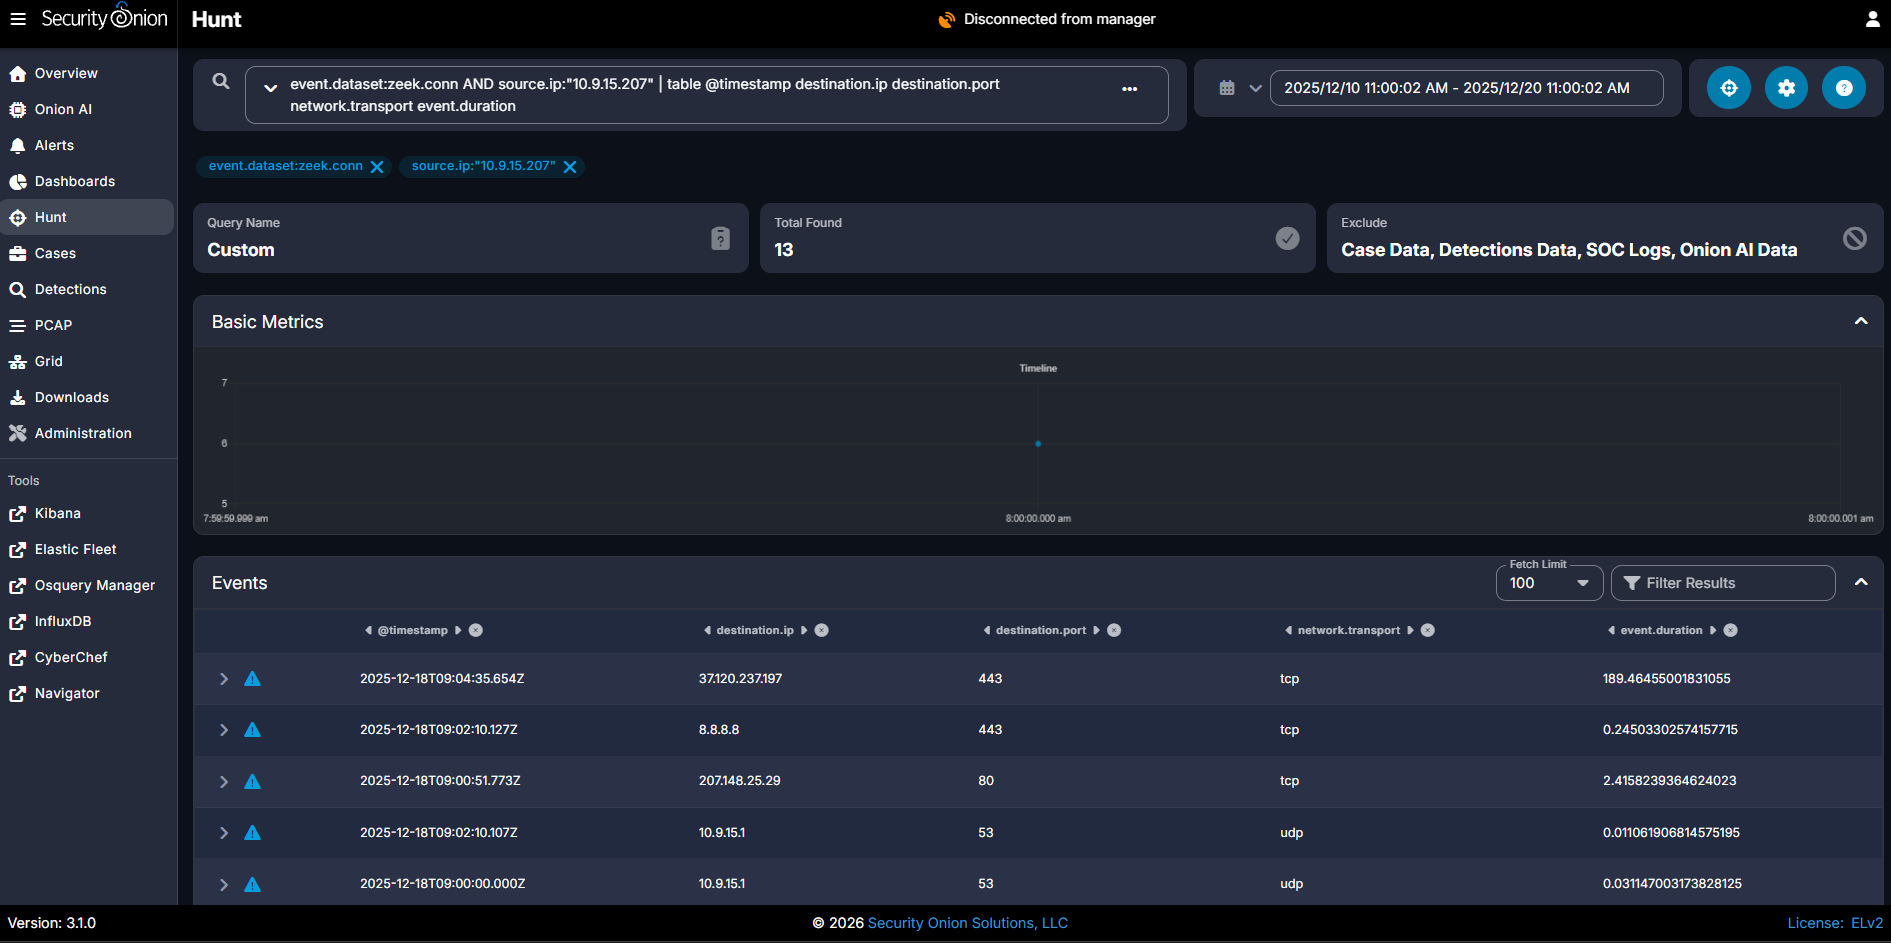 Security Onion
Hunt
Disconnected from manager
Overview
Onion AI
Alerts
Dashboards
Hunt
Cases
Detections
PCAP
Grid
Downloads
Administration
Tools
Kibana
Elastic Fleet
Osquery Manager
InfluxDB
CyberChef
Navigator
event.dataset:zeek.conn AND source.ip:"10.9.15.207" | table @timestamp destination.ip destination.port
network.transport event.duration
2025/12/10 11:00:02 AM - 2025/12/20 11:00:02 AM
event.dataset:zeek.conn source.ip:"10.9.15.207"
Query Name
Custom
Total Found
13
Exclude
Case Data, Detections Data, SOC Logs, Onion AI Data
Basic Metrics
Timeline
7
6
5
7:59:59.999 am 8:00:00.000 am 8:00:00.001 am
Events
Fetch Limit
100
Filter Results
@timestamp destination.ip destination.port network.transport event.duration
2025-12-18T09:04:35.654Z 37.120.237.197 443 tcp 189.46455001831055
2025-12-18T09:02:10.127Z 8.8.8.8 443 tcp 0.24503302574157715
2025-12-18T09:00:51.773Z 207.148.25.29 80 tcp 2.4158239364624023
2025-12-18T09:02:10.107Z 10.9.15.1 53 udp 0.011061906814575195
2025-12-18T09:00:00.000Z 10.9.15.1 53 udp 0.031147003173828125
Version: 3.1.0
© 2026 Security Onion Solutions, LLC
License: ELv2